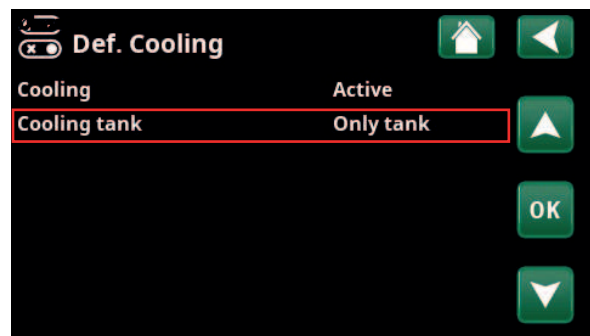 Def. Cooling
Cooling Active
Cooling tank Only tank
OK